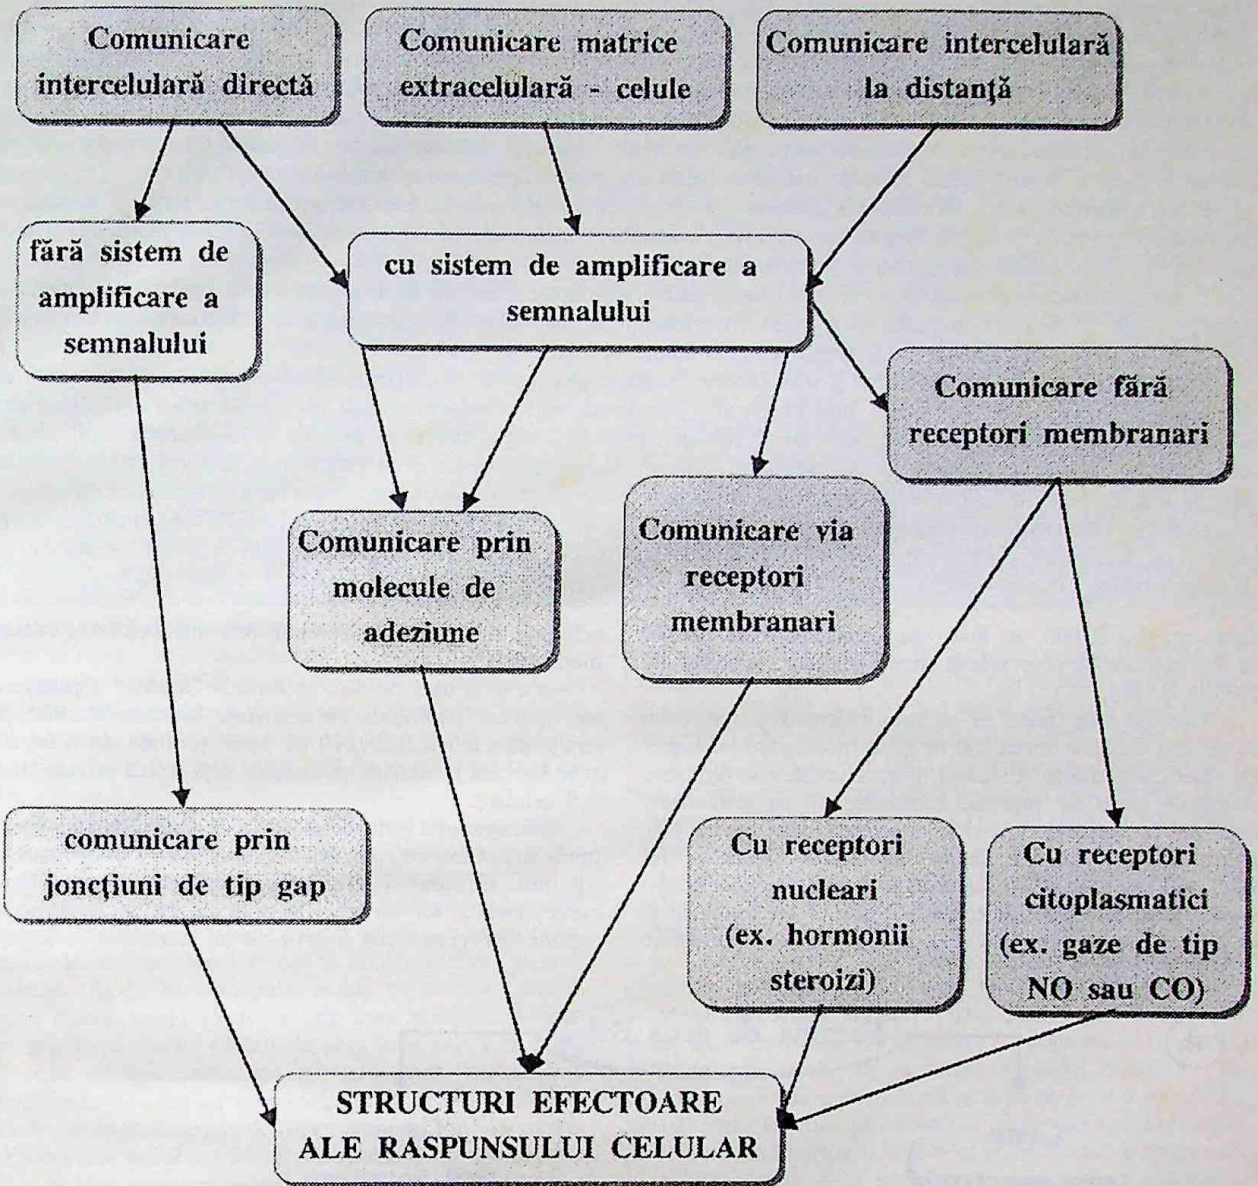 Comunicare
intercelulară directă
Comunicare matrice
extracelulară - celule
Comunicare intercelulară
la distanță
fără sistem de
amplificare a
semnalului
cu sistem de amplificare a
semnalului
Comunicare fără
receptori membranari
Comunicare prin
molecule de
adeziune
Comunicare via
receptori
membranari
comunicare prin
joncțiuni de tip gap
Cu receptori
nucleari
(ex. hormonii
steroizi)
Cu receptori
citoplasmatici
(ex. gaze de tip
NO sau CO)
STRUCTURI EFECTOARE
ALE RASPUNSULUI CELULAR